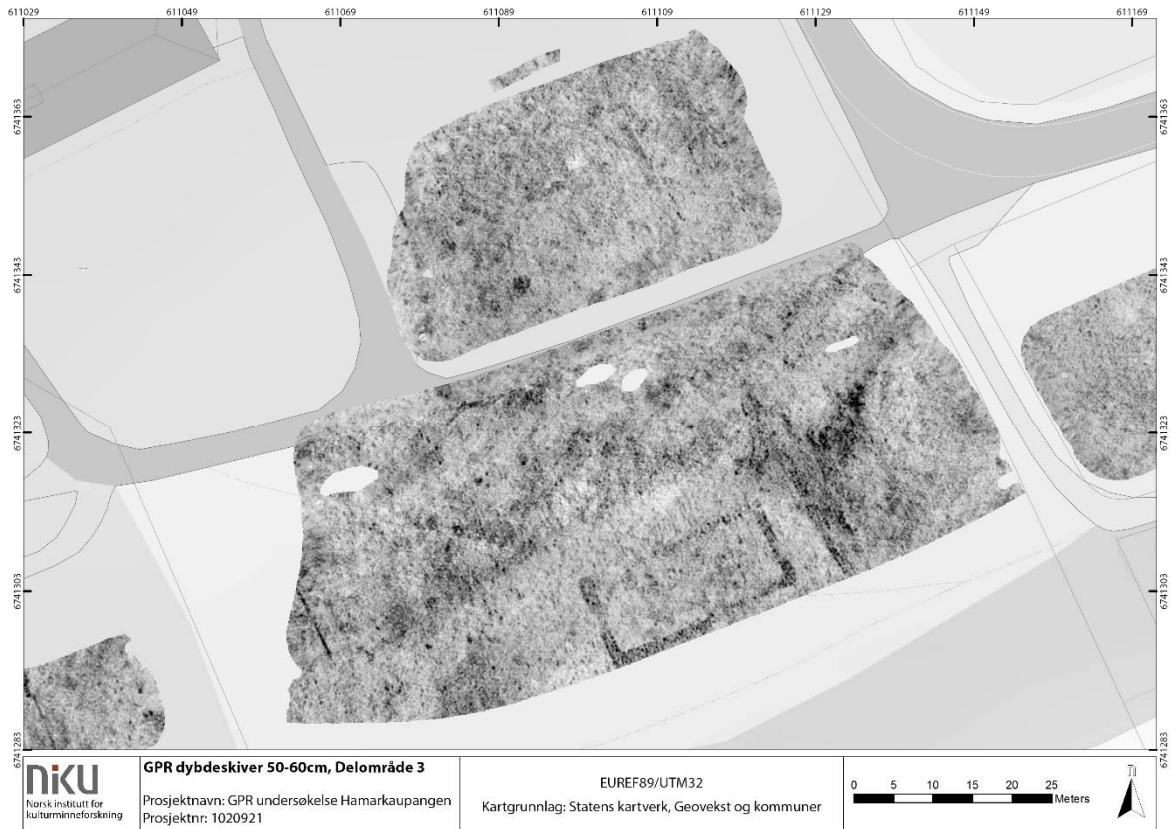 611029 611049 611069 611089 611109 611129 611149 611169
6741363 6741363
6741343 6741343
6741323 6741323
6741303 6741303
6741283 6741283
NIKU
Norsk institutt for
kulturminneforskning
GPR dybdeskiver 50-60cm, Delområde 3
Prosjektnavn: GPR undersøkelse Hamarkaupangen
Prosjektnr: 1020921
EUREF89/UTM32
Kartgrunnlag: Statens kartverk, Geovekst og kommuner
0 5 10 15 20 25
Meters